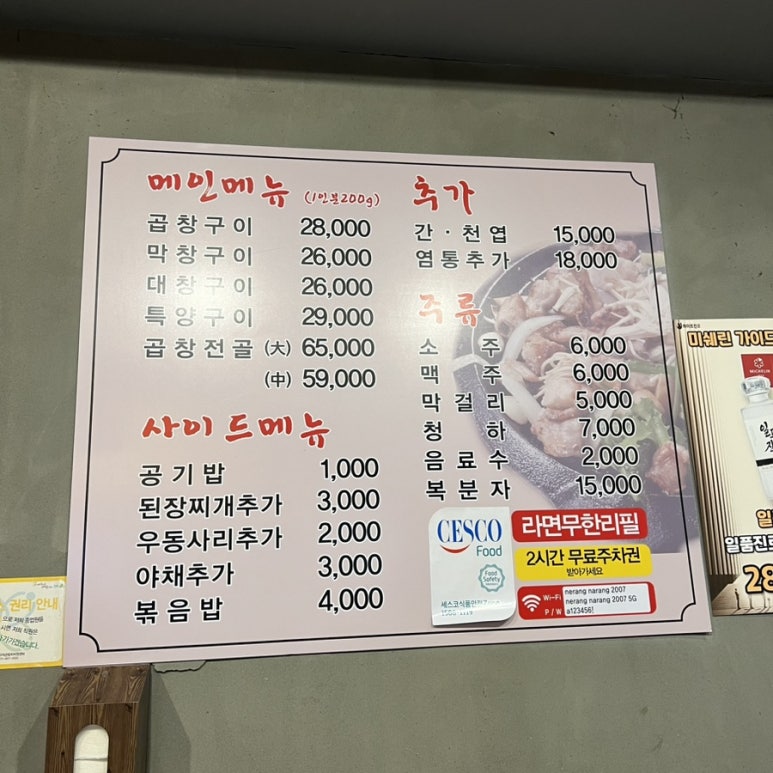 메인메뉴 (1인분200g)
곱창구이 28,000
막창구이 26,000
대창구이 26,000
특양구이 29,000
곱창전골 (大) 65,000
(中) 59,000
사이드메뉴
공기밥 1,000
된장찌개추가 3,000
우동사리추가 2,000
야채추가 3,000
볶음밥 4,000
추가
간·천엽 15,000
염통추가 18,000
주류
소주 6,000
맥주 6,000
막걸리 5,000
청하 7,000
음료수 2,000
복분자 15,000
CESCO
Food
Food
Safety
라면무한리필
2시간 무료주차권
받아가세요
Wi-Fi nerang narang 2007
nerang narang 2007 5G
P/W a123456!
미쉐린 가이드
MICHELIN
일품진로
28
권리 안내